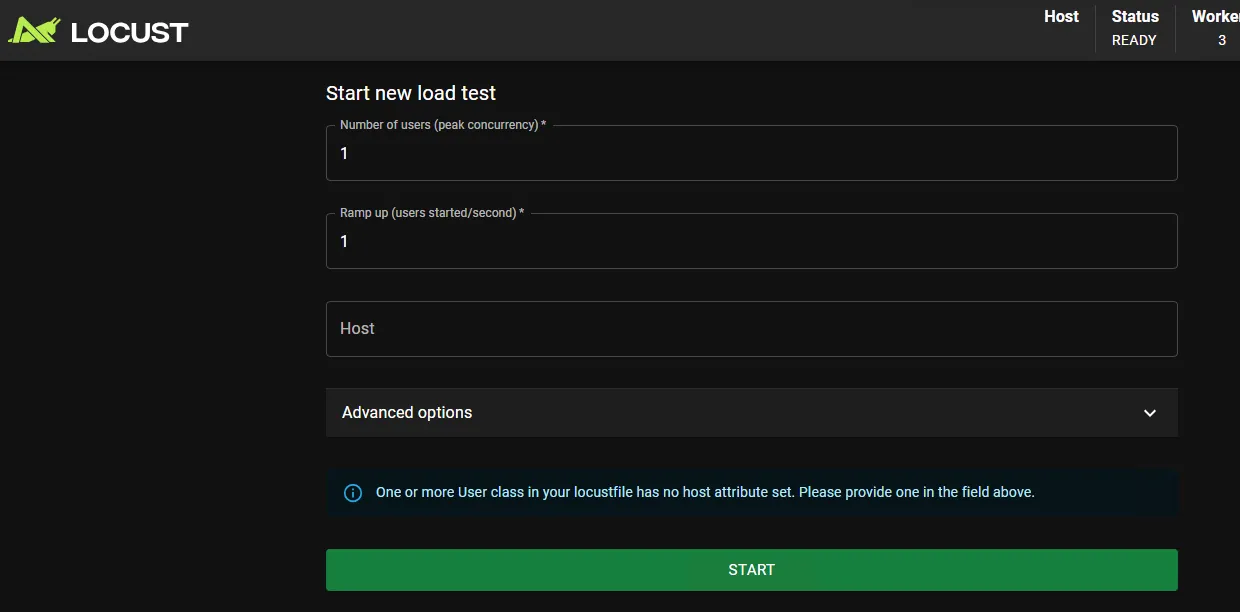 LOCUST
Host
Status
READY
Worke
3
Start new load test
Number of users (peak concurrency) *
1
Ramp up (users started/second) *
1
Host
Advanced options
One or more User class in your locustfile has no host attribute set. Please provide one in the field above.
START